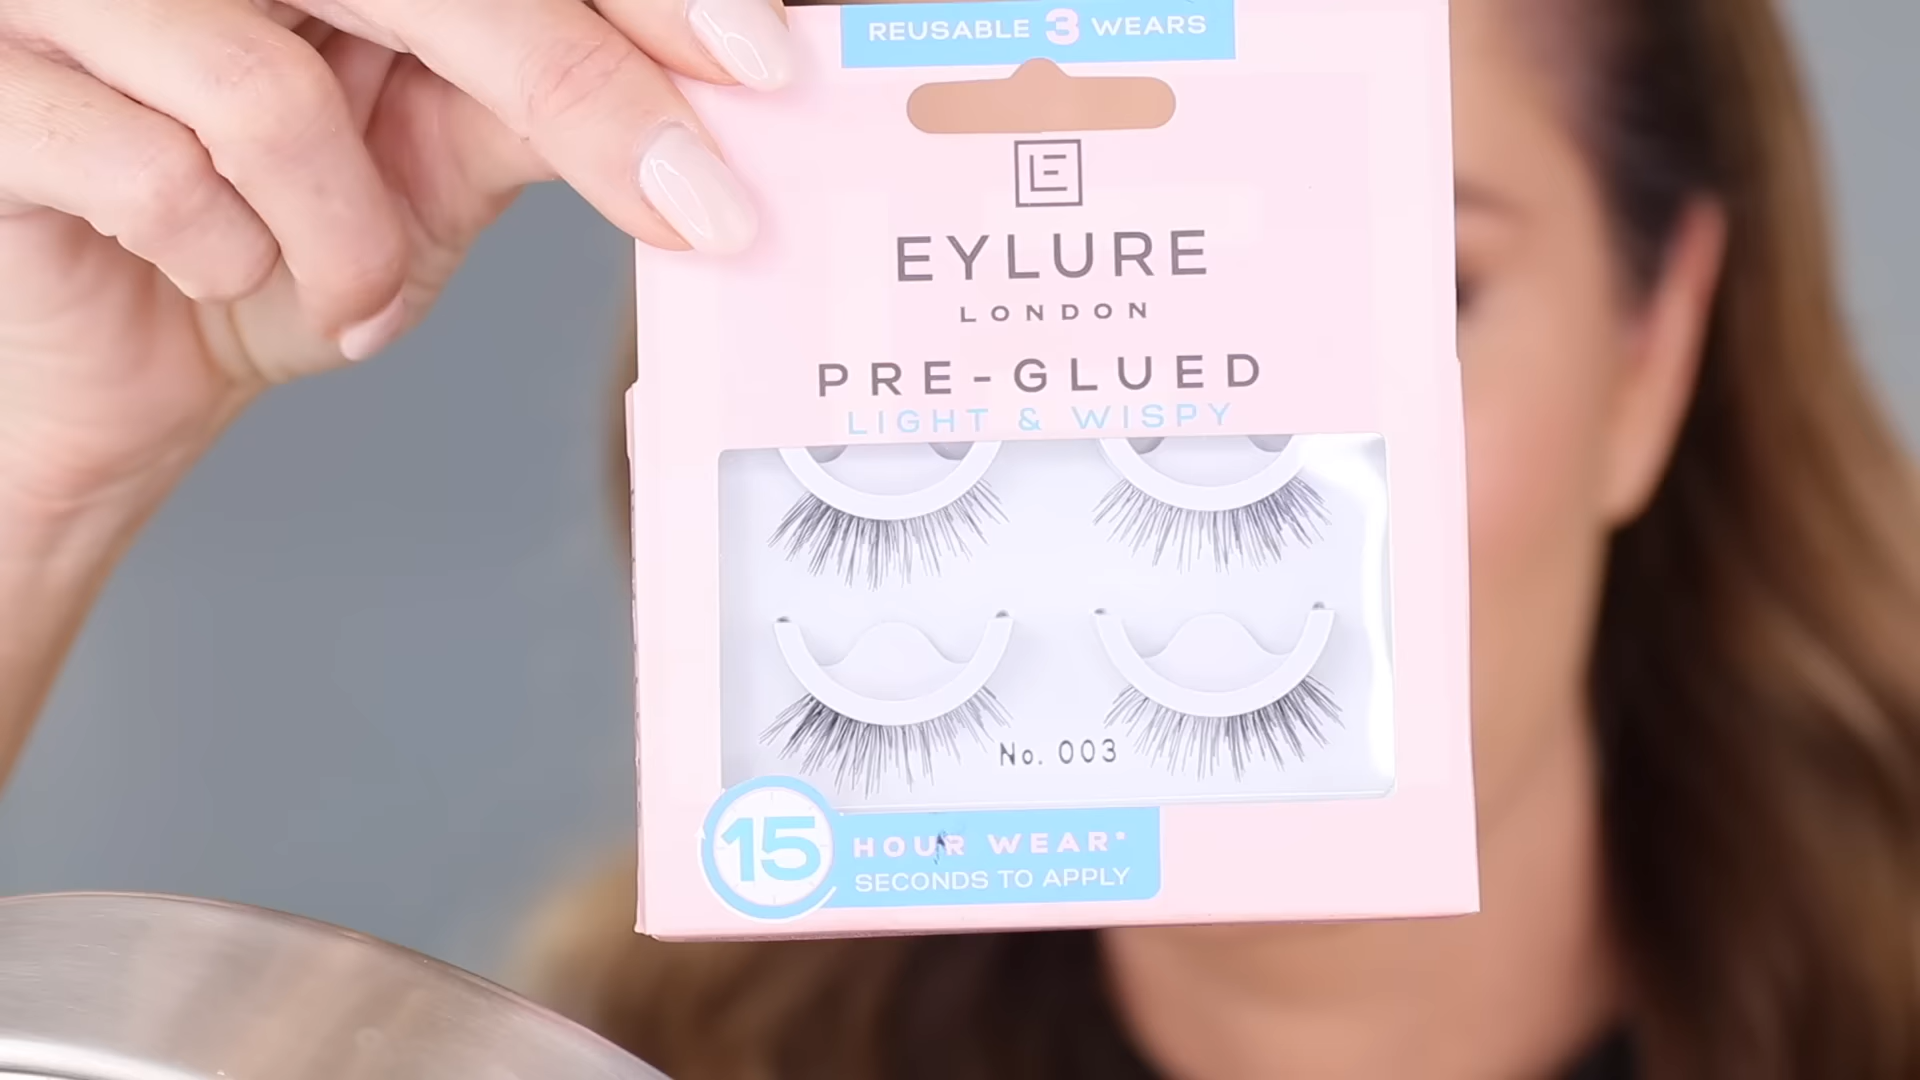 REUSABLE 3 WEARS
EYLURE
LONDON
PRE-GLUED
LIGHT & WISPY
No. 003
15 HOUR WEAR*
SECONDS TO APPLY